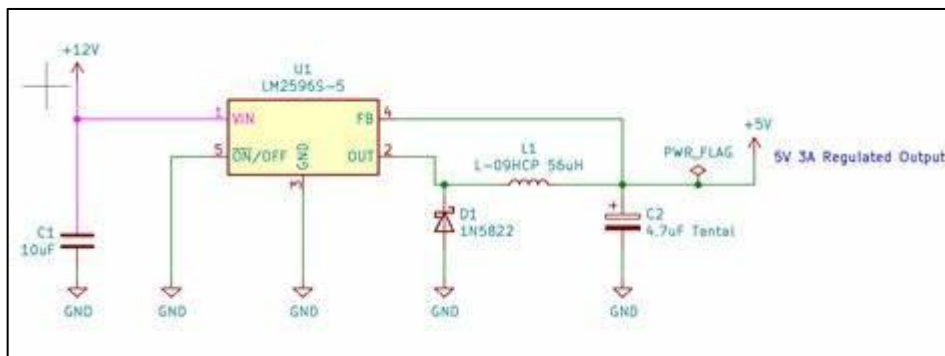 +12V
U1
LM2596S-5
1 VIN
FB 4
5 ON/OFF
GND
3
OUT 2
L1
L-09HCP 56uH
PWR_FLAG
+5V
5V 3A Regulated Output
C1
10uF
D1
1N5822
+
C2
4.7uF Tantal
GND
GND
GND
GND
GND